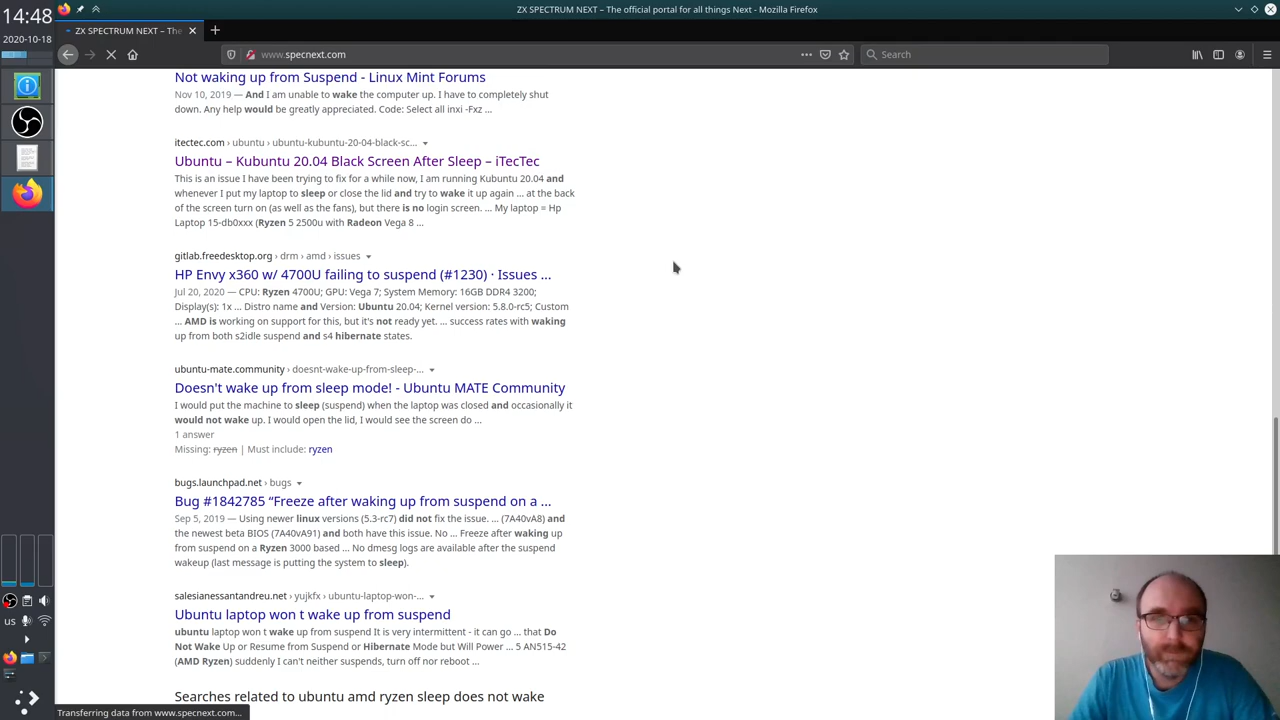 14:48
2020-10-18
ZX SPECTRUM NEXT – The official portal for all things Next - Mozilla Firefox
ZX SPECTRUM NEXT – The
www.specnext.com
Search
Not waking up from Suspend - Linux Mint Forums
Nov 10, 2019 — And I am unable to wake the computer up. I have to completely shut
down. Any help would be greatly appreciated. Code: Select all inxi -Fxz ...
itectec.com › ubuntu › ubuntu-kubuntu-20-04-black-sc...
Ubuntu – Kubuntu 20.04 Black Screen After Sleep – iTecTec
This is an issue I have been trying to fix for a while now, I am running Kubuntu 20.04 and
whenever I put my laptop to sleep or close the lid and try to wake it up again ... at the back
of the screen turn on (as well as the fans), but there is no login screen. ... My laptop = Hp
Laptop 15-db0xxx (Ryzen 5 2500u with Radeon Vega 8 ...
gitlab.freedesktop.org › drm › amd › issues
HP Envy x360 w/ 4700U failing to suspend (#1230) · Issues ...
Jul 20, 2020 — CPU: Ryzen 4700U; GPU: Vega 7; System Memory: 16GB DDR4 3200;
Display(s): 1x ... Distro name and Version: Ubuntu 20.04; Kernel version: 5.8.0-rc5; Custom
... AMD is working on support for this, but it's not ready yet. ... success rates with waking
up from both s2idle suspend and s4 hibernate states.
ubuntu-mate.community › doesnt-wake-up-from-sleep-...
Doesn't wake up from sleep mode! - Ubuntu MATE Community
I would put the machine to sleep (suspend) when the laptop was closed and occasionally it
would not wake up. I would open the lid, I would see the screen do ...
1 answer
Missing: ryzen | Must include: ryzen
bugs.launchpad.net › bugs
Bug #1842785 “Freeze after waking up from suspend on a ...
Sep 5, 2019 — Using newer linux versions (5.3-rc7) did not fix the issue. ... (7A40vA8) and
the newest beta BIOS (7A40vA91) and both have this issue. No ... Freeze after waking up
from suspend on a Ryzen 3000 based ... No dmesg logs are available after the suspend
wakeup (last message is putting the system to sleep).
salesianessantandreu.net › yujkfx › ubuntu-laptop-won-...
Ubuntu laptop won t wake up from suspend
ubuntu laptop won t wake up from suspend It is very intermittent - it can go ... that Do
Not Wake Up or Resume from Suspend or Hibernate Mode but Will Power ... 5 AN515-42
(AMD Ryzen) suddenly I can't neither suspends, turn off nor reboot ...
Searches related to ubuntu amd ryzen sleep does not wake
us
Transferring data from www.specnext.com...